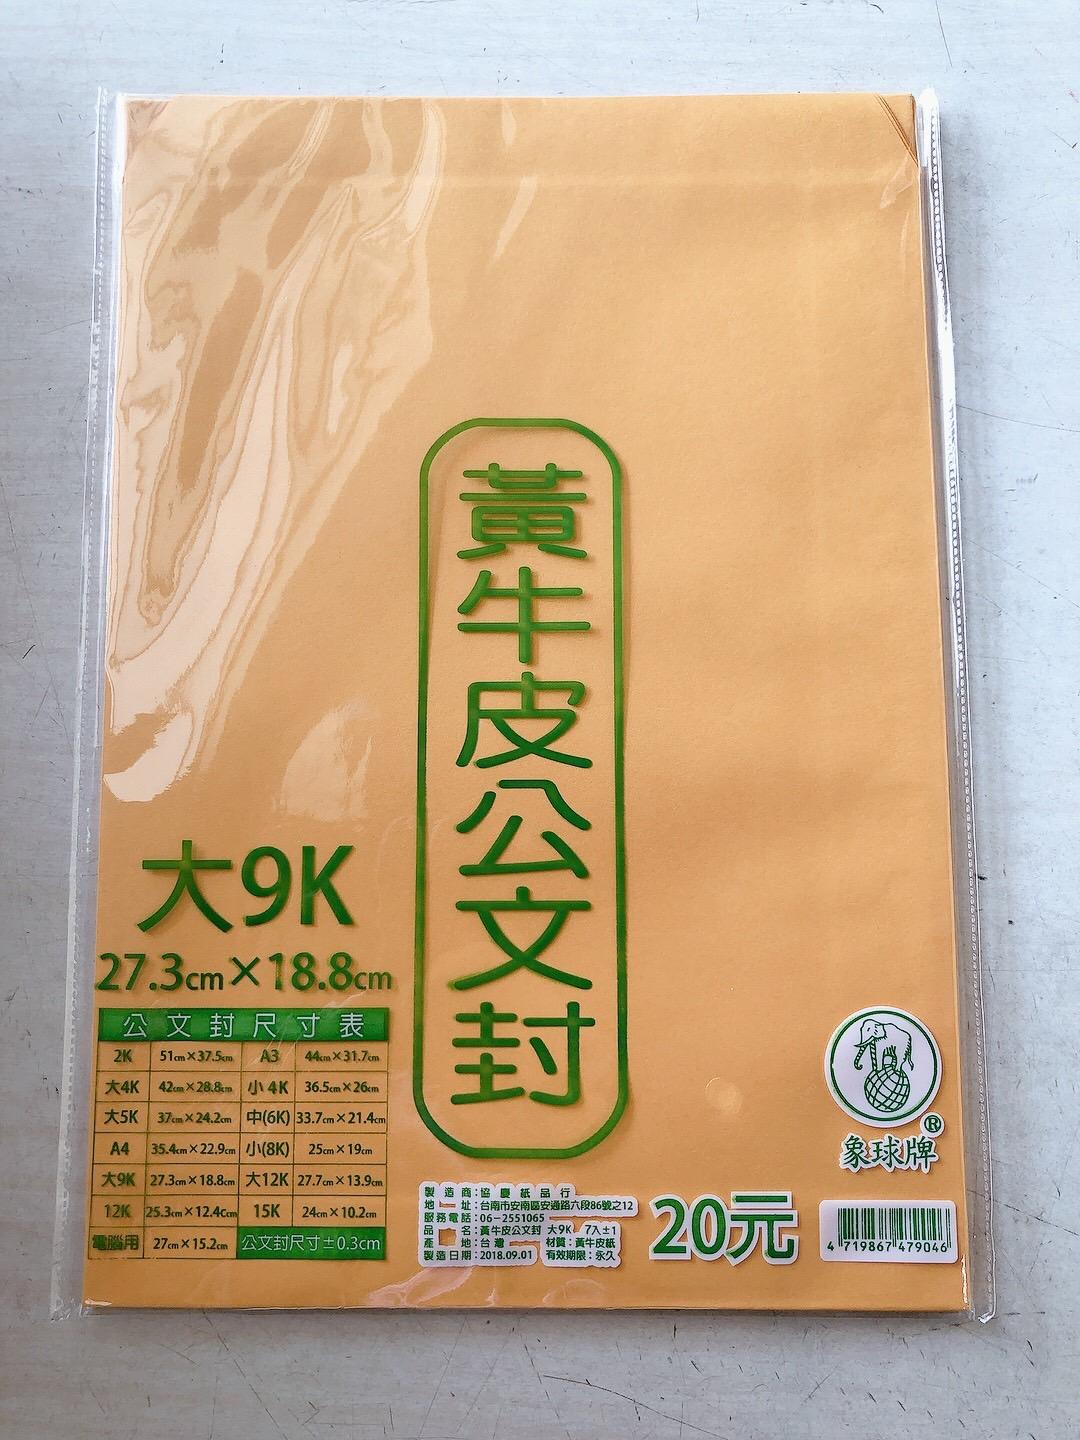 黃牛皮公文封
大9K
27.3cm×18.8cm
公文封尺寸表
2K 51cm×37.5cm A3 44cm×31.7cm
大4K 42cm×28.8cm 小4K 36.5cm×26cm
大5K 37cm×24.2cm 中(6K) 33.7cm×21.4cm
A4 35.4cm×22.9cm 小(8K) 25cm×19cm
大9K 27.3cm×18.8cm 大12K 27.7cm×13.9cm
12K 25.3cm×12.4cm 15K 24cm×10.2cm
電腦用 27cm×15.2cm 公文封尺寸±0.3cm
製造商:協慶紙品行
地址:台南市安南區安通路六段86號之12
服務電話:06-2551065
品名:黃牛皮公文封 大9K 7入±1
產地:台灣 材質:黃牛皮紙
製造日期:2018.09.01 有效期限:永久
20元
®
象球牌
4 719867 479046